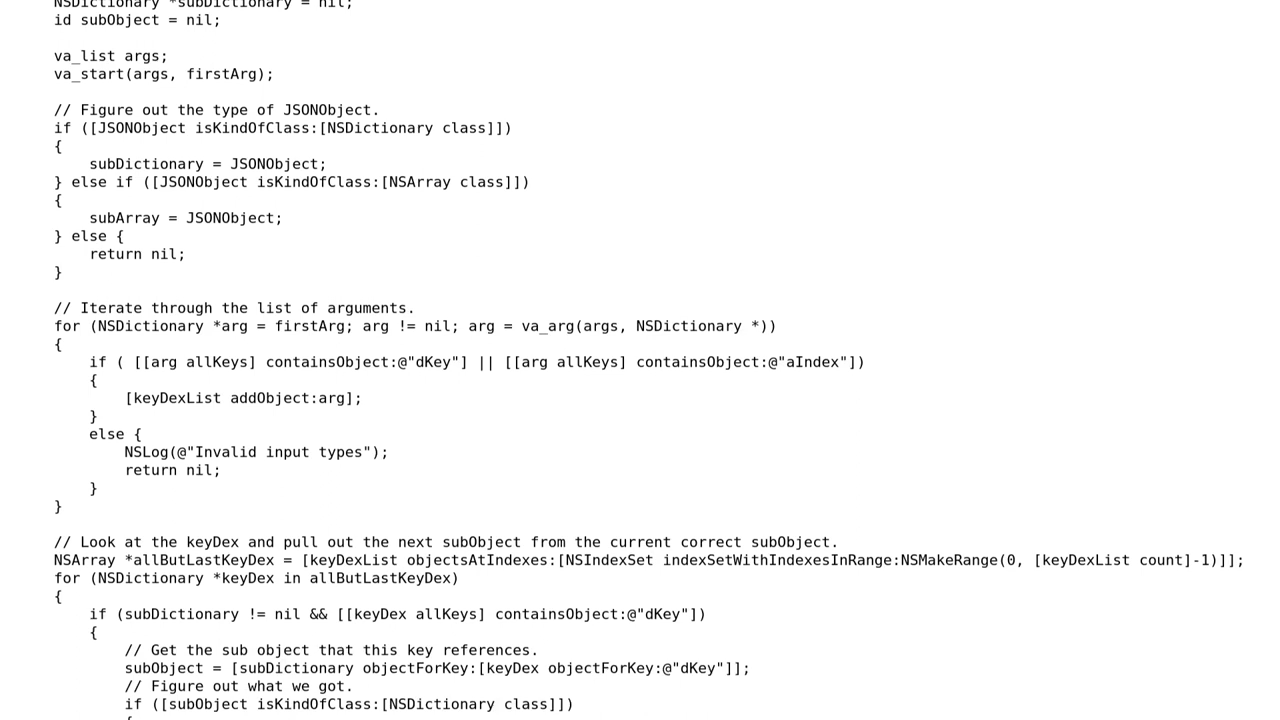 NSDictionary *subDictionary = nil;
id subObject = nil;
va_list args;
va_start(args, firstArg);
// Figure out the type of JSONObject.
if ([JSONObject isKindOfClass:[NSDictionary class]])
{
subDictionary = JSONObject;
} else if ([JSONObject isKindOfClass:[NSArray class]])
{
subArray = JSONObject;
} else {
return nil;
}
// Iterate through the list of arguments.
for (NSDictionary *arg = firstArg; arg != nil; arg = va_arg(args, NSDictionary *))
{
if ( [[arg allKeys] containsObject:@"dKey"] || [[arg allKeys] containsObject:@"aIndex"])
{
[keyDexList addObject:arg];
}
else {
NSLog(@"Invalid input types");
return nil;
}
}
// Look at the keyDex and pull out the next subObject from the current correct subObject.
NSArray *allButLastKeyDex = [keyDexList objectsAtIndexes:[NSIndexSet indexSetWithIndexesInRange:NSMakeRange(0, [keyDexList count]-1)]];
for (NSDictionary *keyDex in allButLastKeyDex)
{
if (subDictionary != nil && [[keyDex allKeys] containsObject:@"dKey"])
{
// Get the sub object that this key references.
subObject = [subDictionary objectForKey:[keyDex objectForKey:@"dKey"]];
// Figure out what we got.
if ([subObject isKindOfClass:[NSDictionary class]])
{